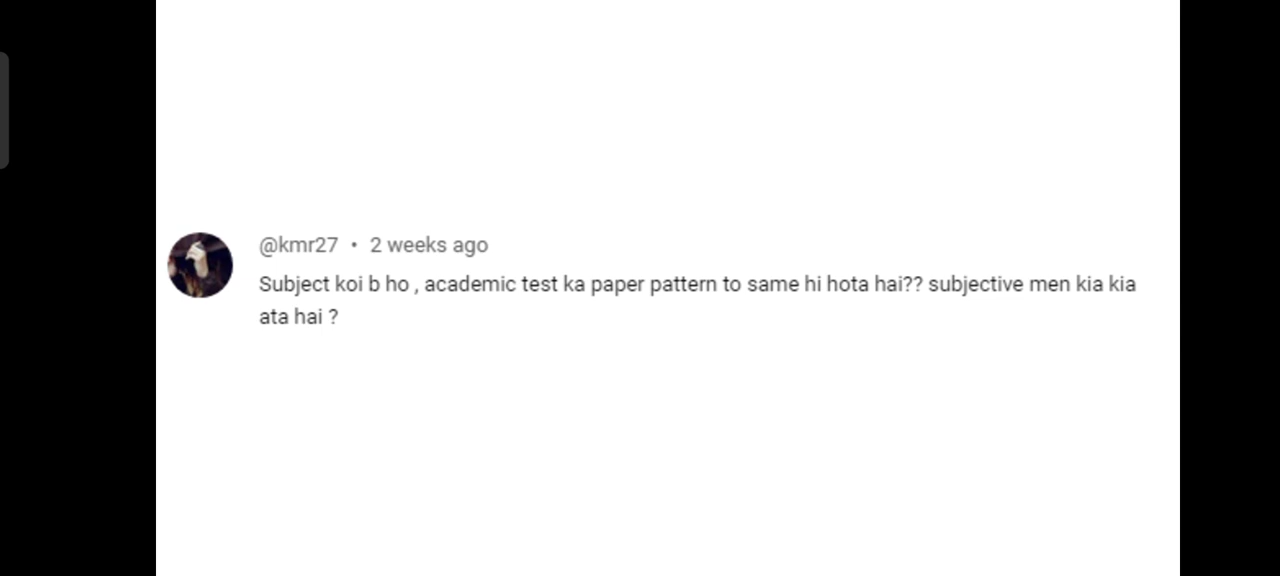 @kmr27 • 2 weeks ago
Subject koi b ho , academic test ka paper pattern to same hi hota hai?? subjective men kia kia
ata hai ?